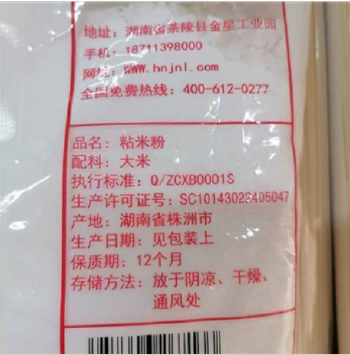 地址:湖南省茶陵县金星工业园
手机:18711398000
网址:www.hnjnl.com
全国免费热线:400-612-0277
品名:粘米粉
配料:大米
执行标准:Q/ZCXB0001S
生产许可证号:SC10143022405047
产地:湖南省株洲市
生产日期:见包装上
保质期:12个月
存储方法:放于阴凉、干燥、
通风处